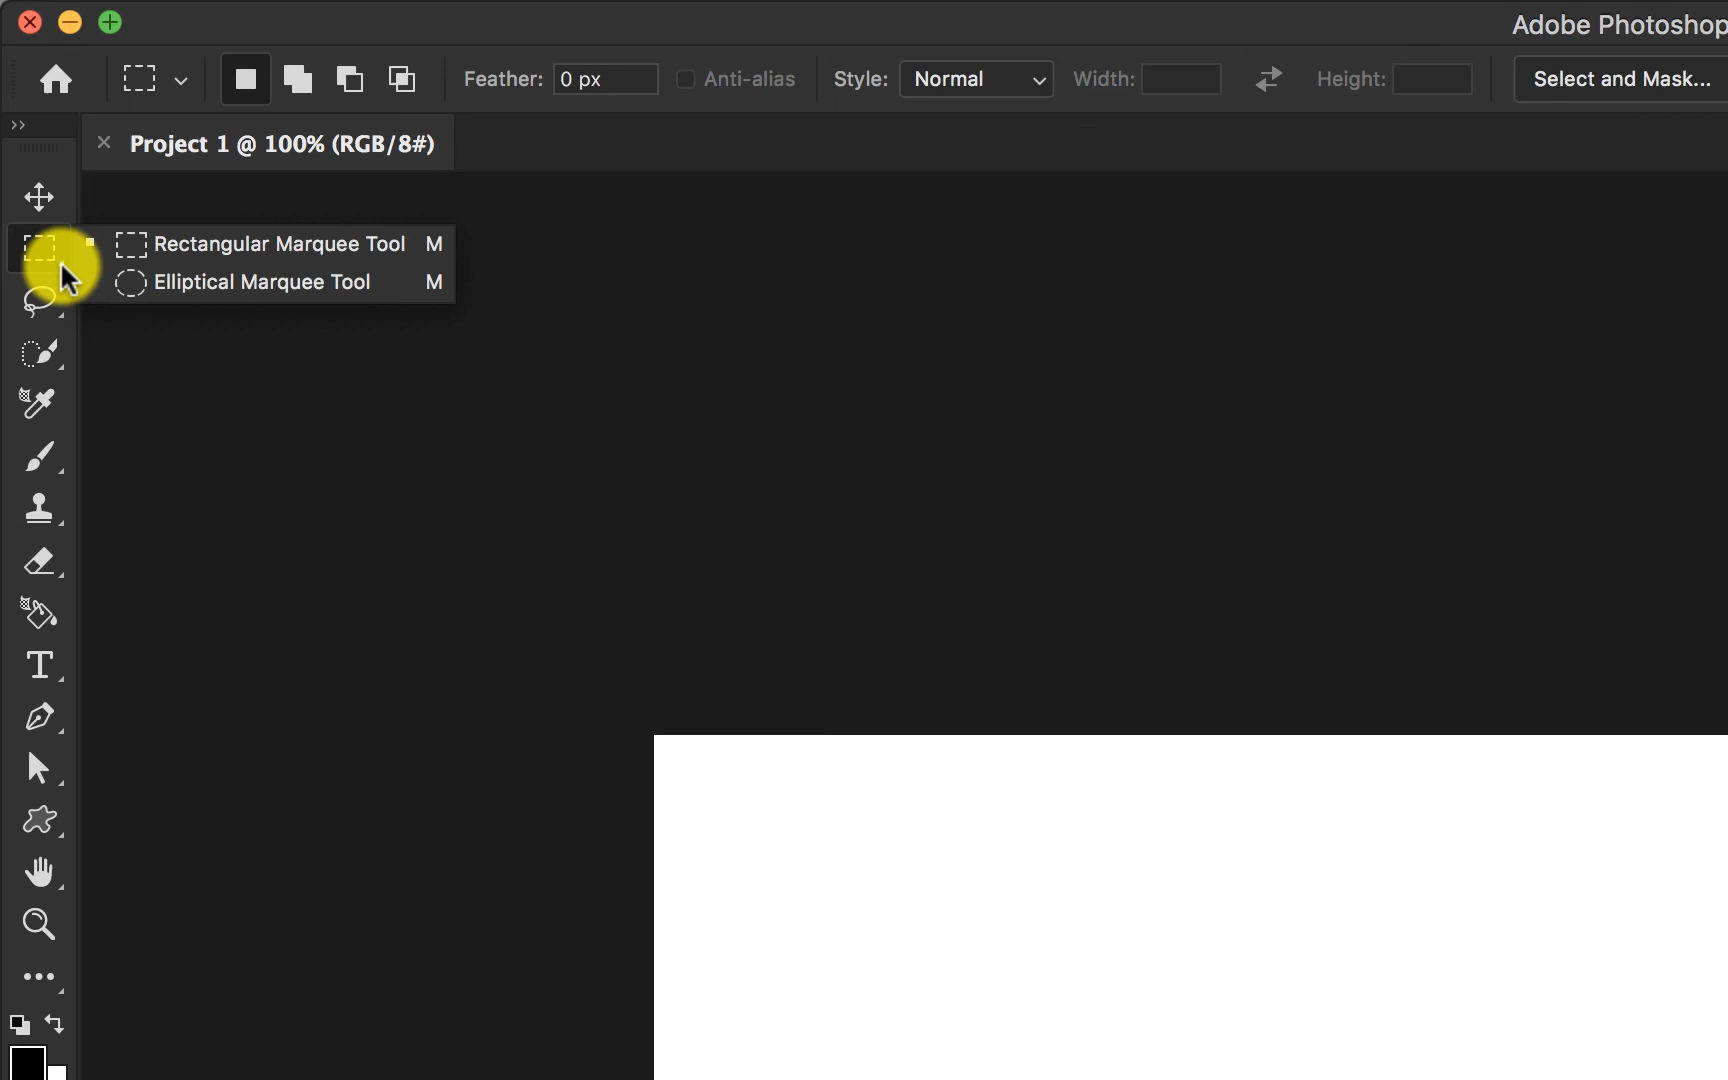 Adobe Photoshop
Feather: 0 px Anti-alias Style: Normal Width: Height: Select and Mask...
Project 1 @ 100% (RGB/8#)
Rectangular Marquee Tool M
Elliptical Marquee Tool M